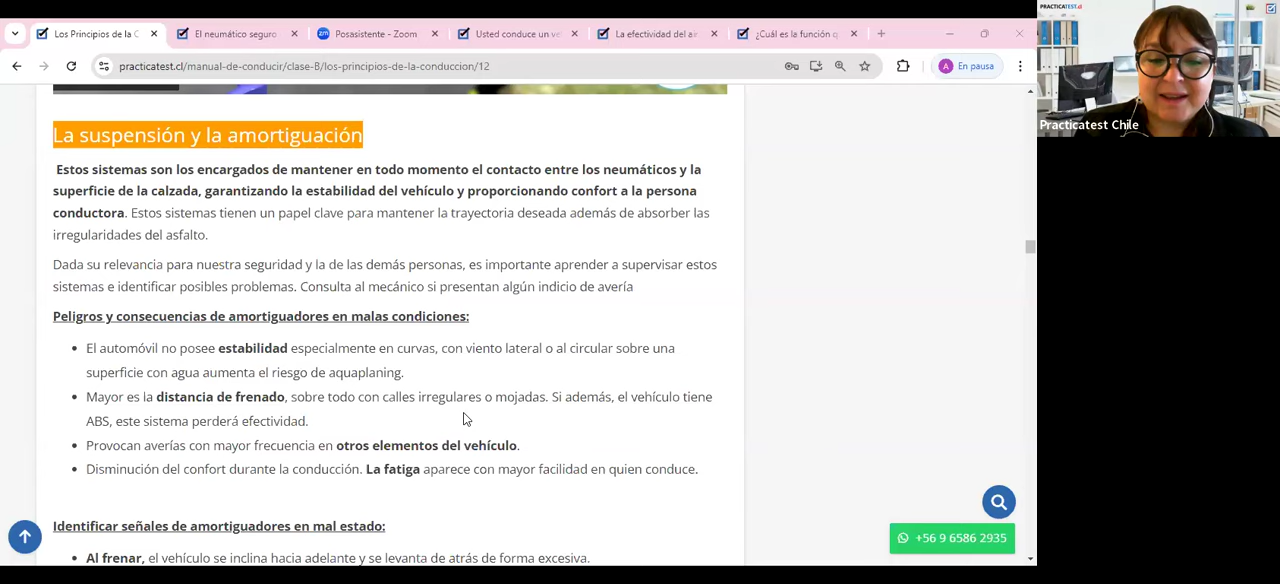 Los Principios de la C
El neumático seguro
Posasistente - Zoom
Usted conduce un ve
La efectividad del ai
¿Cuál es la función q
practicatest.cl/manual-de-conducir/clase-B/los-principios-de-la-conduccion/12
A
En pausa
PRACTICATEST.cl
Practicatest Chile
La suspensión y la amortiguación
Estos sistemas son los encargados de mantener en todo momento el contacto entre los neumáticos y la
superficie de la calzada, garantizando la estabilidad del vehículo y proporcionando confort a la persona
conductora. Estos sistemas tienen un papel clave para mantener la trayectoria deseada además de absorber las
irregularidades del asfalto.
Dada su relevancia para nuestra seguridad y la de las demás personas, es importante aprender a supervisar estos
sistemas e identificar posibles problemas. Consulta al mecánico si presentan algún indicio de avería
Peligros y consecuencias de amortiguadores en malas condiciones:
El automóvil no posee estabilidad especialmente en curvas, con viento lateral o al circular sobre una
superficie con agua aumenta el riesgo de aquaplaning.
Mayor es la distancia de frenado, sobre todo con calles irregulares o mojadas. Si además, el vehículo tiene
ABS, este sistema perderá efectividad.
Provocan averías con mayor frecuencia en otros elementos del vehículo.
Disminución del confort durante la conducción. La fatiga aparece con mayor facilidad en quien conduce.
Identificar señales de amortiguadores en mal estado:
Al frenar, el vehículo se inclina hacia adelante y se levanta de atrás de forma excesiva.
+56 9 6586 2935